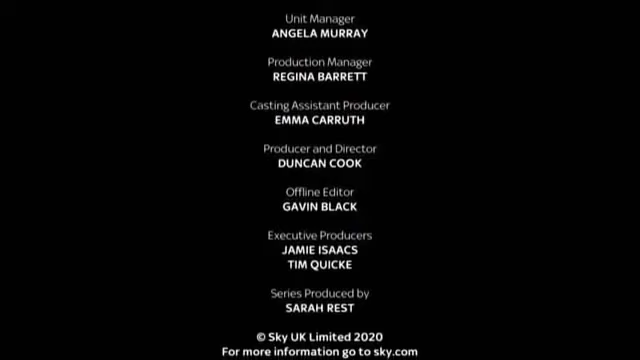 Unit Manager
ANGELA MURRAY
Production Manager
REGINA BARRETT
Casting Assistant Producer
EMMA CARRUTH
Producer and Director
DUNCAN COOK
Offline Editor
GAVIN BLACK
Executive Producers
JAMIE ISAACS
TIM QUICKE
Series Produced by
SARAH REST
© Sky UK Limited 2020
For more information go to sky.com